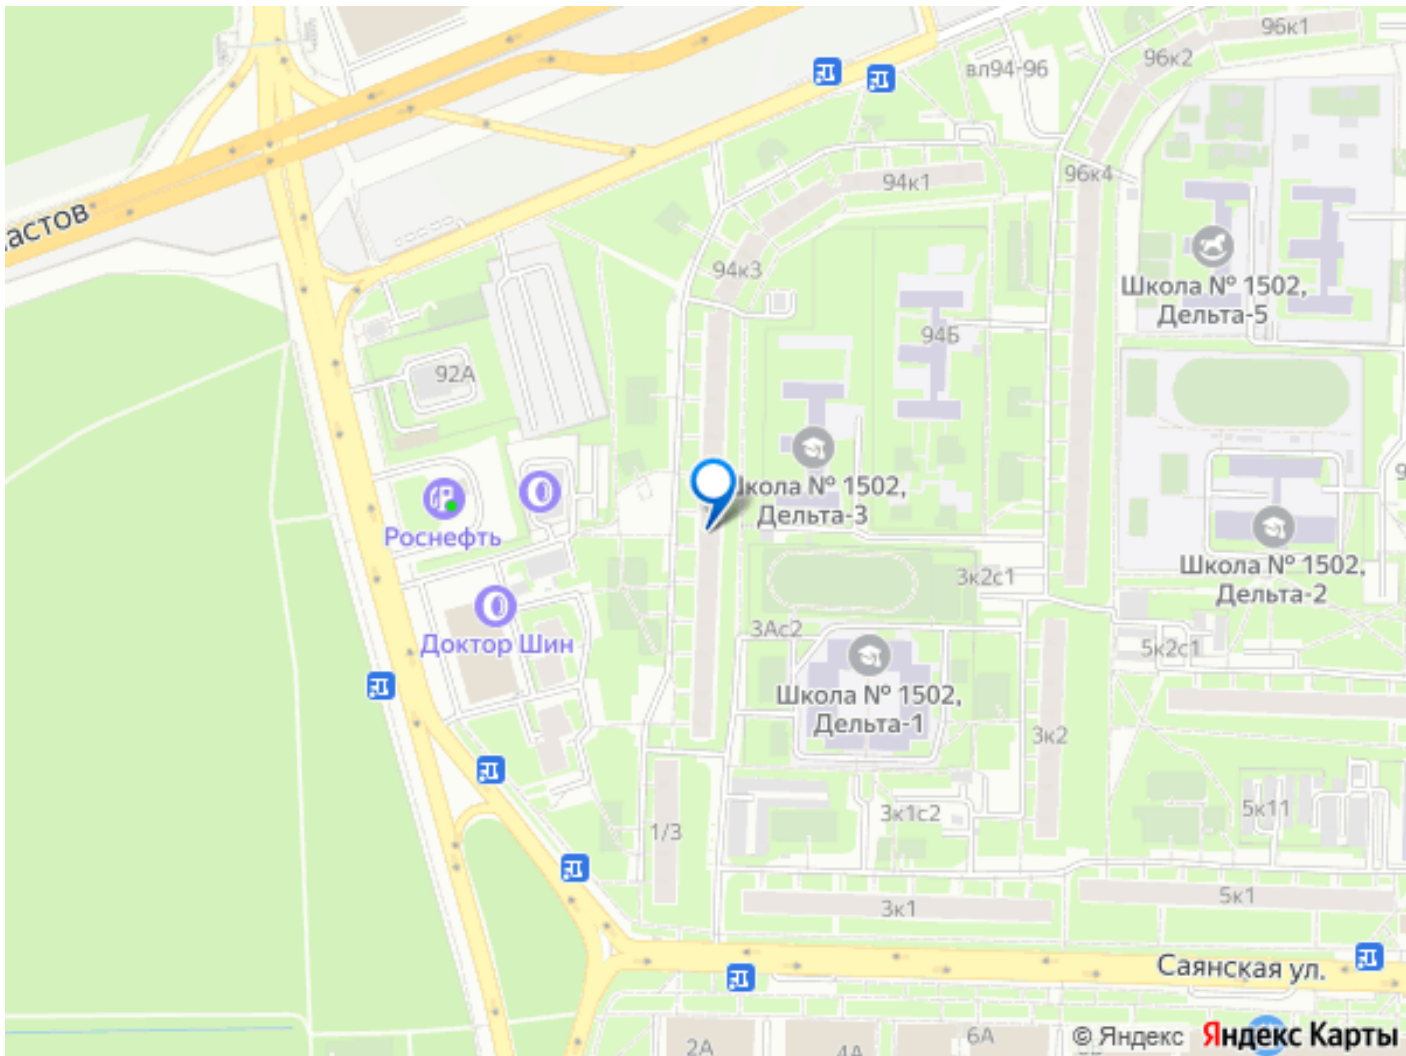 96к1
96к2
вл94-96
96к4
94к1
астов
94к3
Школа № 1502,
Дельта-5
94Б
92А
Школа № 1502,
Дельта-3
Роснефть
Школа № 1502,
Дельта-2
3к2с1
3Ас2
Доктор Шин
5к2с1
Школа № 1502,
Дельта-1
3к2
1/3
3к1с2
5к11
3к1
5к1
Саянская ул.
2А
4А
6А
© Яндекс Яндекс Карты